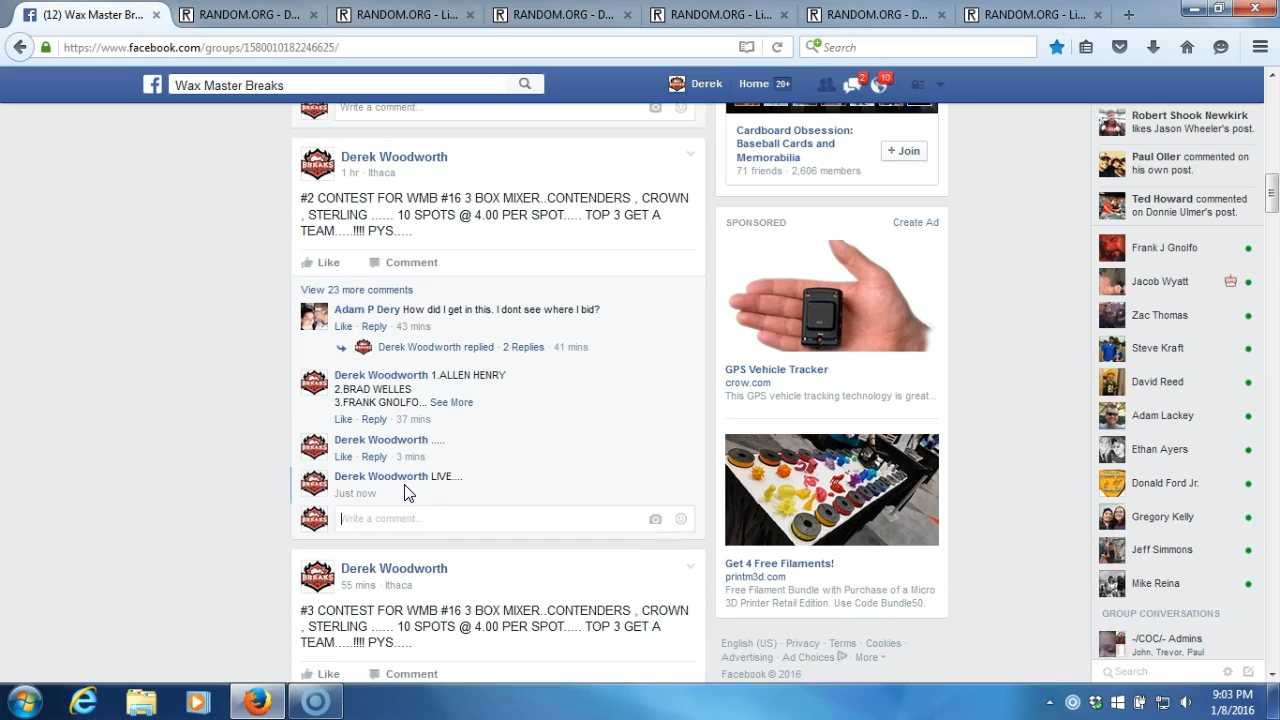 (12) Wax Master Br...
RANDOM.ORG - D...
RANDOM.ORG - Li...
RANDOM.ORG - D...
RANDOM.ORG - Li...
RANDOM.ORG - D...
RANDOM.ORG - Li...
https://www.facebook.com/groups/1580010182246625/
Search
Wax Master Breaks
Derek
Home 20+
2
10
Write a comment...
Derek Woodworth
1 hr · Ithaca
#2 CONTEST FOR WMB #16 3 BOX MIXER..CONTENDERS , CROWN
, STERLING ...... 10 SPOTS @ 4.00 PER SPOT..... TOP 3 GET A
TEAM.....!!!! PYS.....
Like Comment
View 23 more comments
Adam P Dery How did I get in this. I dont see where I bid?
Like · Reply · 43 mins
Derek Woodworth replied · 2 Replies · 41 mins
Derek Woodworth 1.ALLEN HENRY
2.BRAD WELLES
3.FRANK GNOLFO... See More
Like · Reply · 37 mins
Derek Woodworth .....
Like · Reply · 3 mins
Derek Woodworth LIVE....
Just now
Write a comment...
Derek Woodworth
55 mins · Ithaca
#3 CONTEST FOR WMB #16 3 BOX MIXER..CONTENDERS , CROWN
, STERLING ...... 10 SPOTS @ 4.00 PER SPOT..... TOP 3 GET A
TEAM.....!!!! PYS.....
Like Comment
Cardboard Obsession:
Baseball Cards and
Memorabilia
+ Join
71 friends · 2,606 members
SPONSORED
Create Ad
GPS Vehicle Tracker
crow.com
This GPS vehicle tracking technology is great...
Get 4 Free Filaments!
printm3d.com
Free Filament Bundle with Purchase of a Micro
3D Printer Retail Edition. Use Code Bundle50.
English (US) · Privacy · Terms · Cookies ·
Advertising · Ad Choices · More
Facebook © 2016
Robert Shook Newkirk
likes Jason Wheeler's post.
Paul Oller commented on
his own post.
Ted Howard commented
on Donnie Ulmer's post.
Frank J Gnolfo
Jacob Wyatt
Zac Thomas
Steve Kraft
David Reed
Adam Lackey
Ethan Ayers
Donald Ford Jr.
Gregory Kelly
Jeff Simmons
Mike Reina
GROUP CONVERSATIONS
-/COC/- Admins
John, Trevor, Paul
Search
9:03 PM
1/8/2016